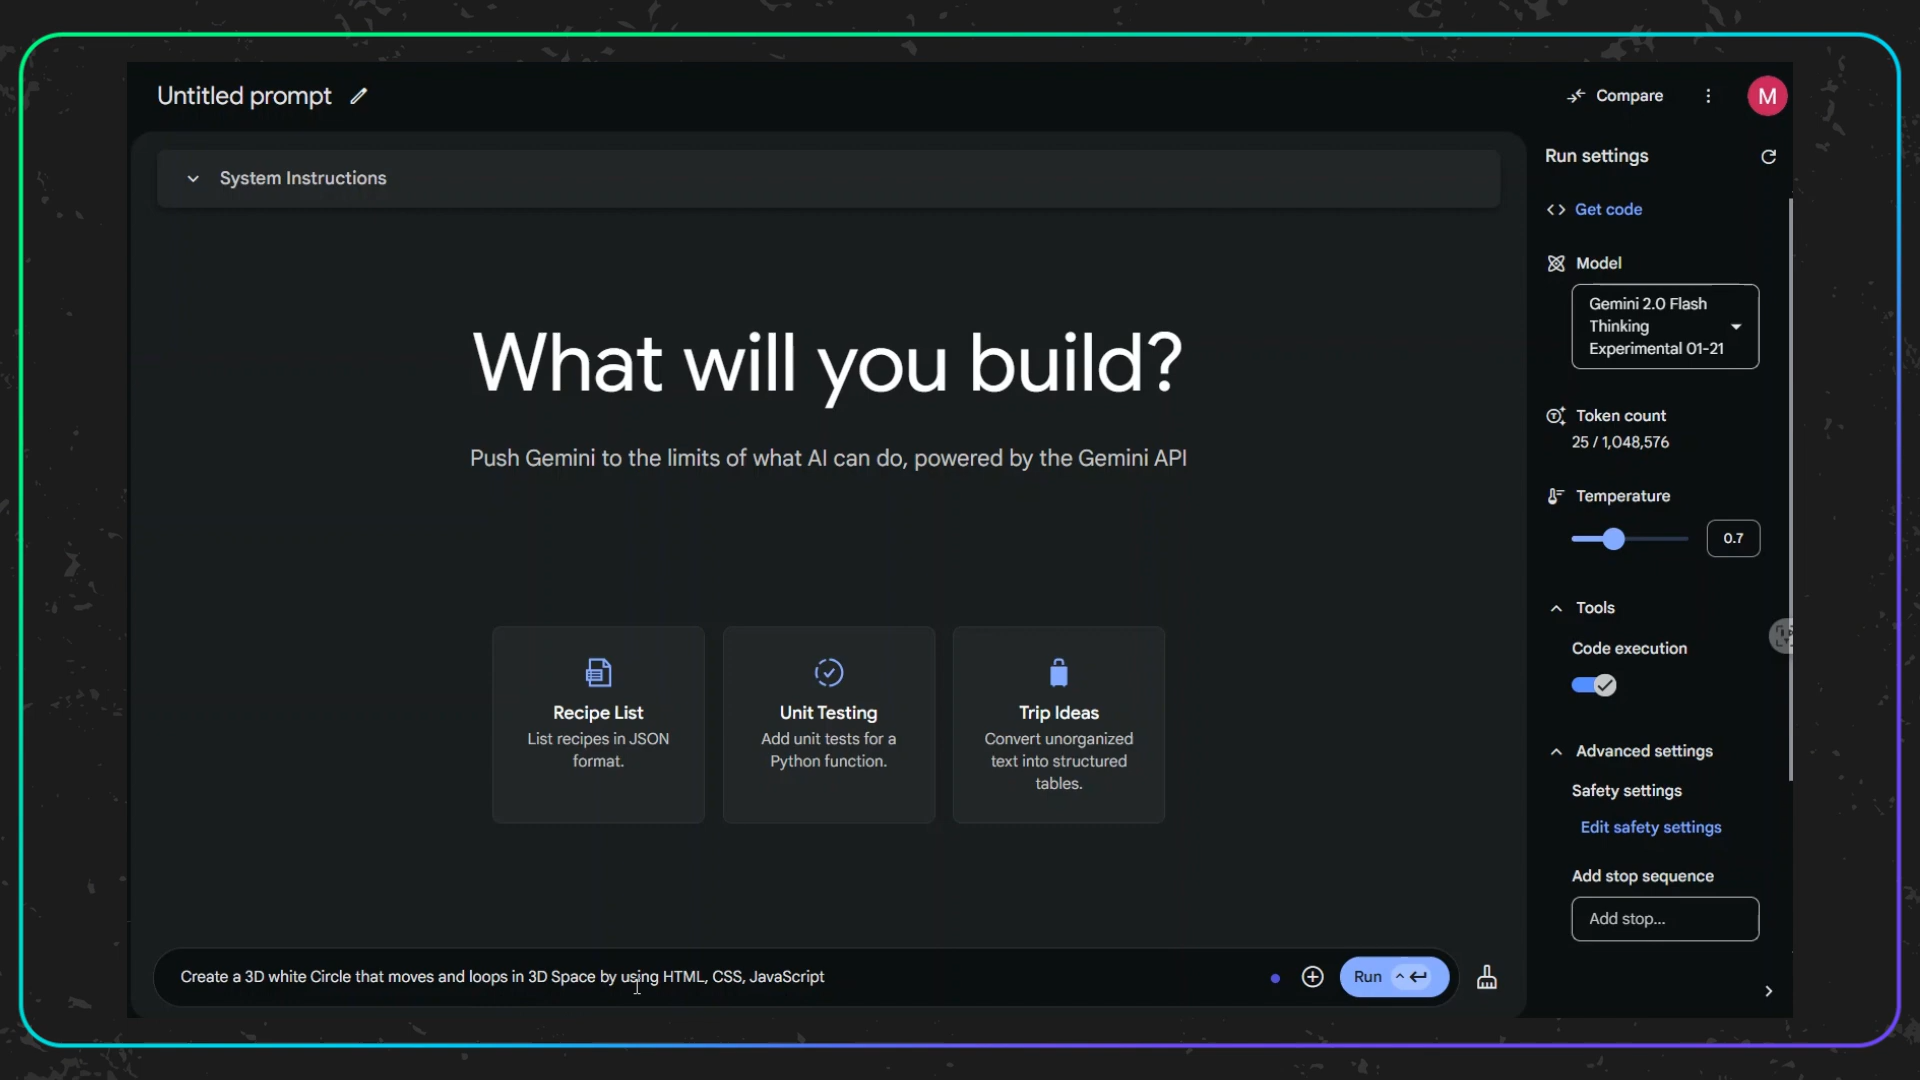 Untitled prompt
Compare
M
System Instructions
What will you build?
Push Gemini to the limits of what AI can do, powered by the Gemini API
Recipe List
List recipes in JSON
format.
Unit Testing
Add unit tests for a
Python function.
Trip Ideas
Convert unorganized
text into structured
tables.
Create a 3D white Circle that moves and loops in 3D Space by using HTML, CSS, JavaScript
Run
Run settings
Get code
Model
Gemini 2.0 Flash
Thinking
Experimental 01-21
Token count
25 / 1,048,576
Temperature
0.7
Tools
Code execution
Advanced settings
Safety settings
Edit safety settings
Add stop sequence
Add stop...